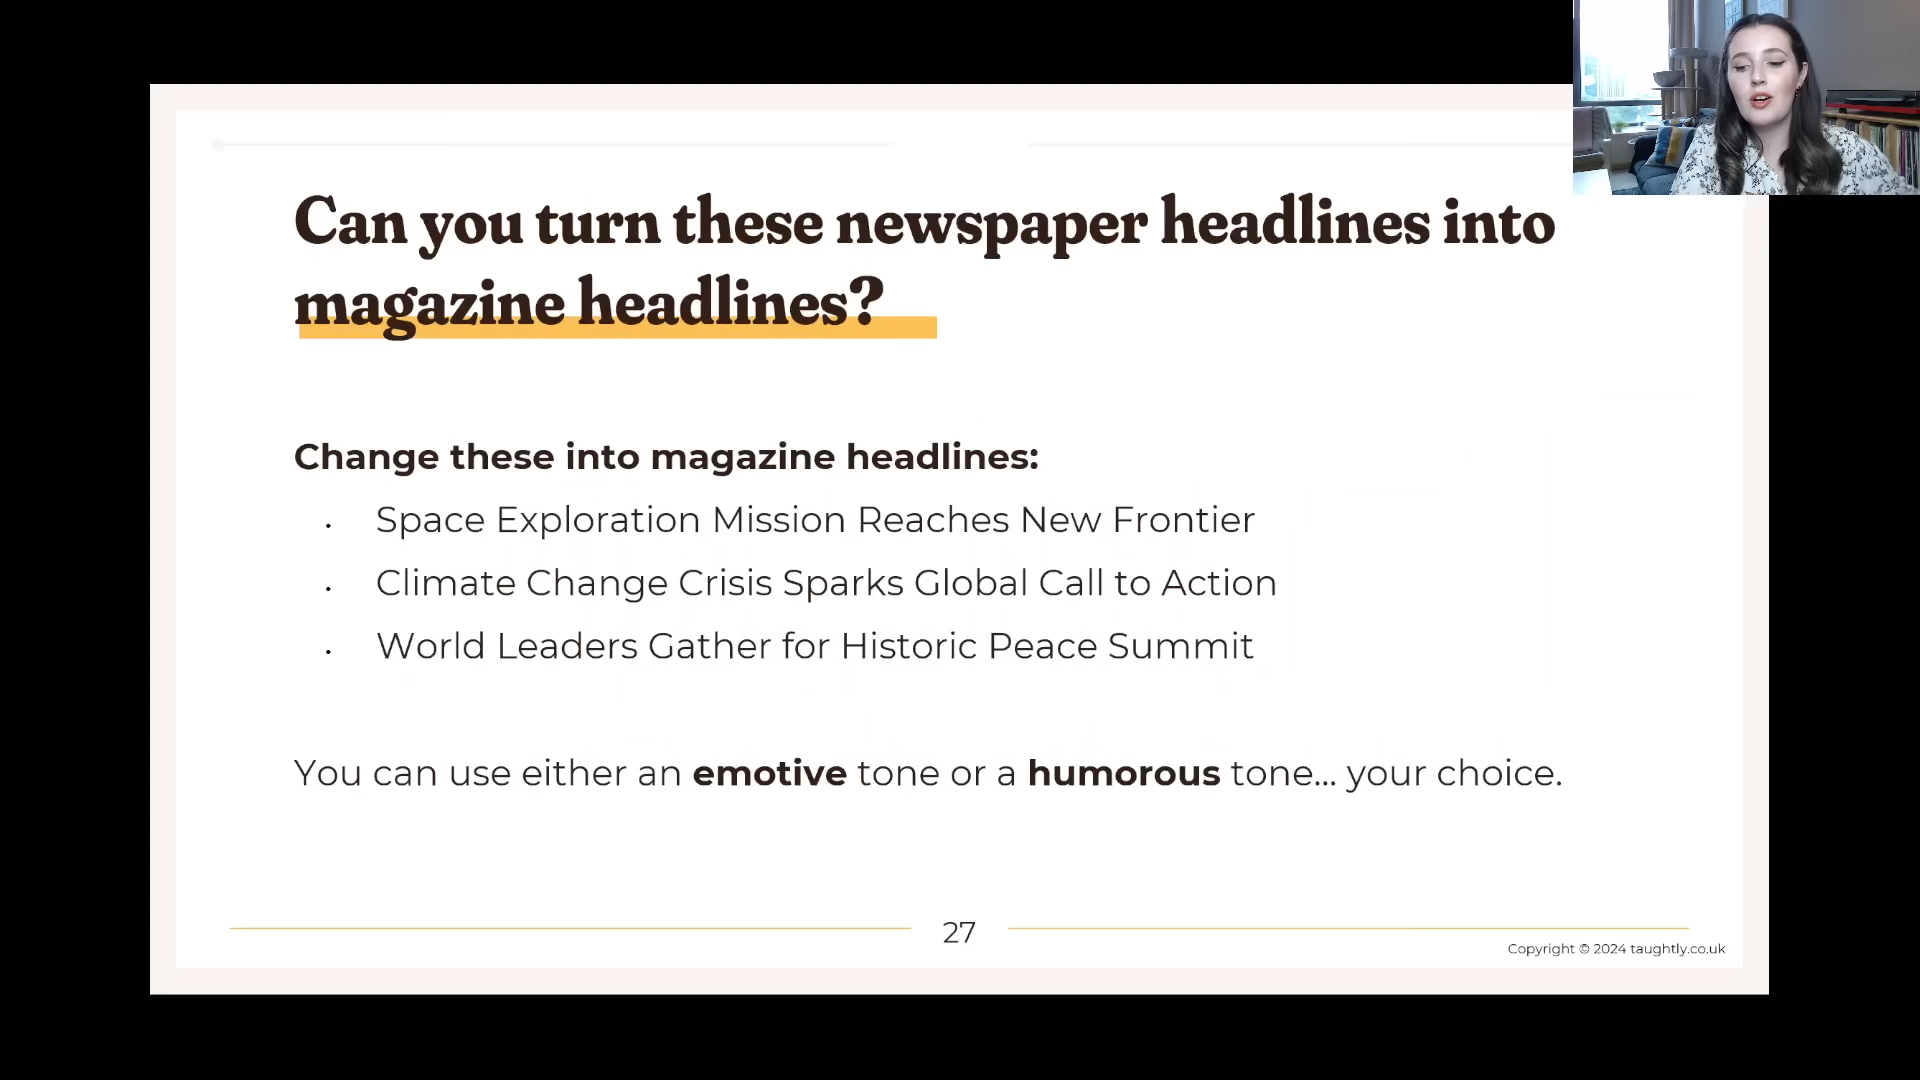 Can you turn these newspaper headlines into
magazine headlines?
Change these into magazine headlines:
· Space Exploration Mission Reaches New Frontier
· Climate Change Crisis Sparks Global Call to Action
· World Leaders Gather for Historic Peace Summit
You can use either an emotive tone or a humorous tone... your choice.
27
Copyright © 2024 taughtly.co.uk